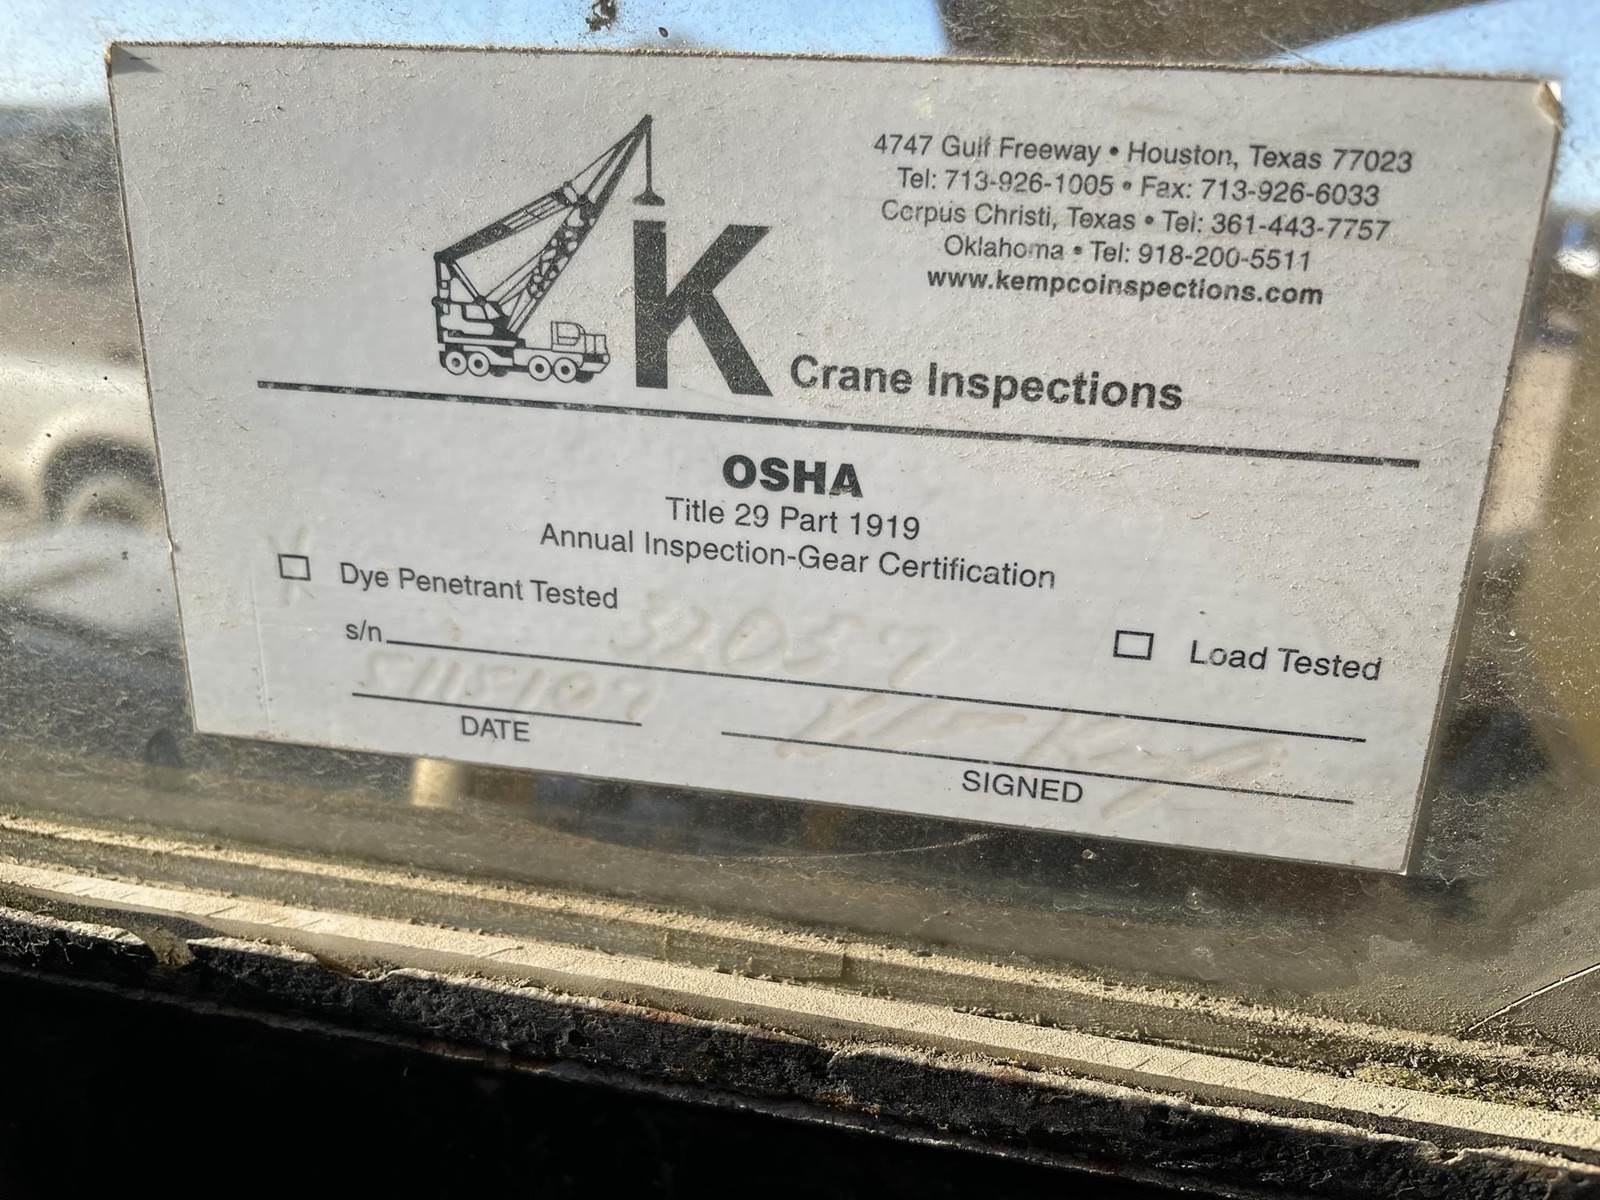 4747 Gulf Freeway • Houston, Texas 77023
Tel: 713-926-1005 • Fax: 713-926-6033
Corpus Christi, Texas • Tel: 361-443-7757
Oklahoma • Tel: 918-200-5511
www.kempcoinspections.com
K Crane Inspections
OSHA
Title 29 Part 1919
Annual Inspection-Gear Certification
Dye Penetrant Tested
Load Tested
s/n 32057
DATE
SIGNED